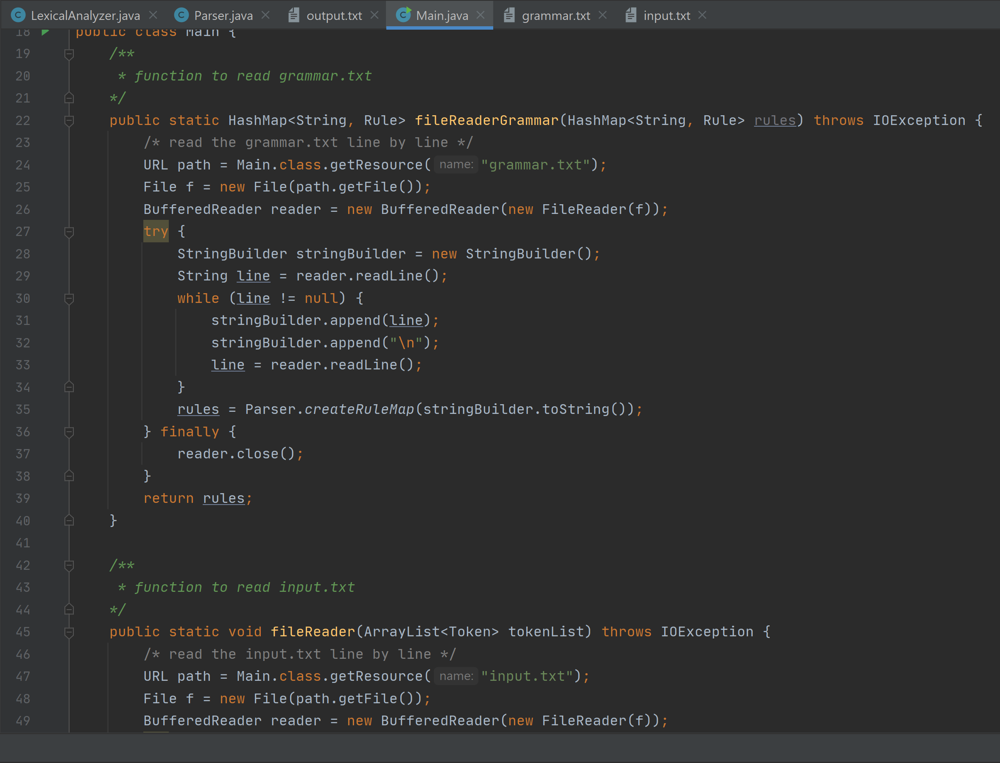 LexicalAnalyzer.java Parser.java output.txt Main.java grammar.txt input.txt
18 public class Main {
19 /**
20 * function to read grammar.txt
21 */
22 public static HashMap<String, Rule> fileReaderGrammar(HashMap<String, Rule> rules) throws IOException {
23 /* read the grammar.txt line by line */
24 URL path = Main.class.getResource( name: "grammar.txt");
25 File f = new File(path.getFile());
26 BufferedReader reader = new BufferedReader(new FileReader(f));
27 try {
28 StringBuilder stringBuilder = new StringBuilder();
29 String line = reader.readLine();
30 while (line != null) {
31 stringBuilder.append(line);
32 stringBuilder.append("\n");
33 line = reader.readLine();
34 }
35 rules = Parser.createRuleMap(stringBuilder.toString());
36 } finally {
37 reader.close();
38 }
39 return rules;
40 }
41
42 /**
43 * function to read input.txt
44 */
45 public static void fileReader(ArrayList<Token> tokenList) throws IOException {
46 /* read the input.txt line by line */
47 URL path = Main.class.getResource( name: "input.txt");
48 File f = new File(path.getFile());
49 BufferedReader reader = new BufferedReader(new FileReader(f));